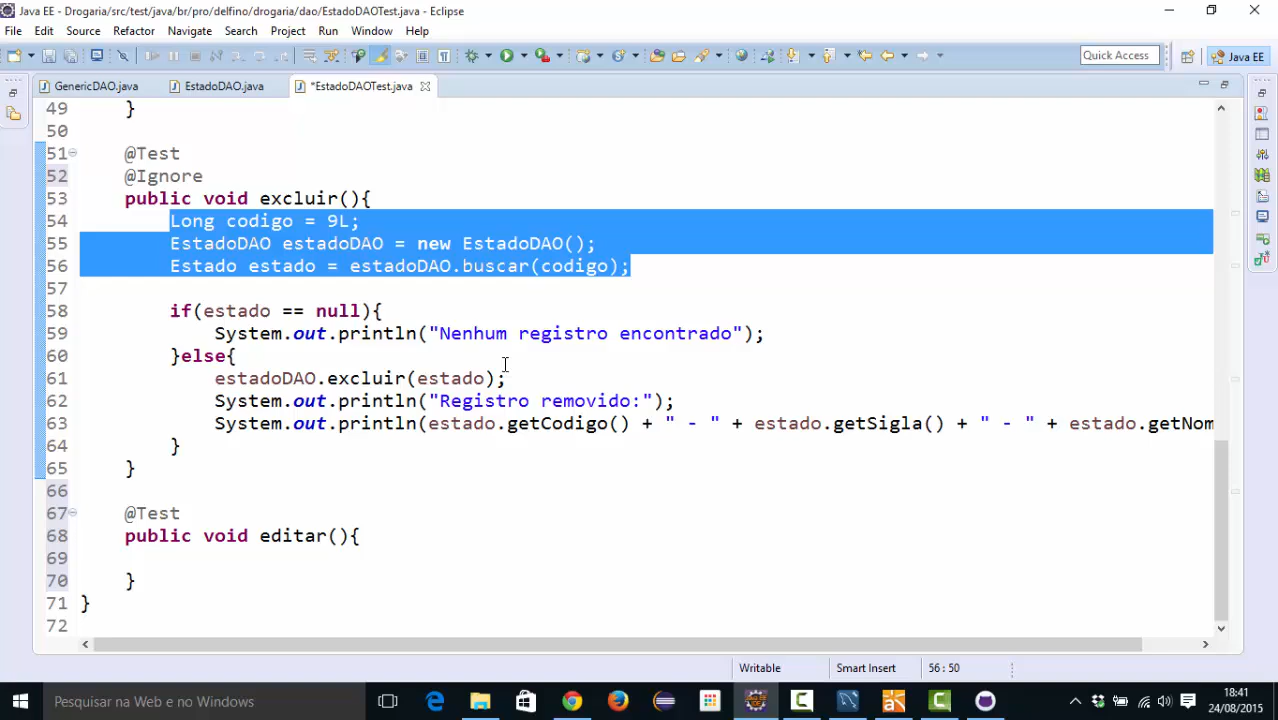 Java EE - Drogaria/src/test/java/br/pro/delfino/drogaria/dao/EstadoDAOTest.java - Eclipse
File Edit Source Refactor Navigate Search Project Run Window Help
Quick Access
Java EE
GenericDAO.java
EstadoDAO.java
*EstadoDAOTest.java
49 }
50
51 @Test
52 @Ignore
53 public void excluir(){
54 Long codigo = 9L;
55 EstadoDAO estadoDAO = new EstadoDAO();
56 Estado estado = estadoDAO.buscar(codigo);
57
58 if(estado == null){
59 System.out.println("Nenhum registro encontrado");
60 }else{
61 estadoDAO.excluir(estado);
62 System.out.println("Registro removido:");
63 System.out.println(estado.getCodigo() + " - " + estado.getSigla() + " - " + estado.getNom
64 }
65 }
66
67 @Test
68 public void editar(){
69
70 }
71 }
72
Writable Smart Insert 56 : 50
Pesquisar na Web e no Windows
18:41
24/08/2015